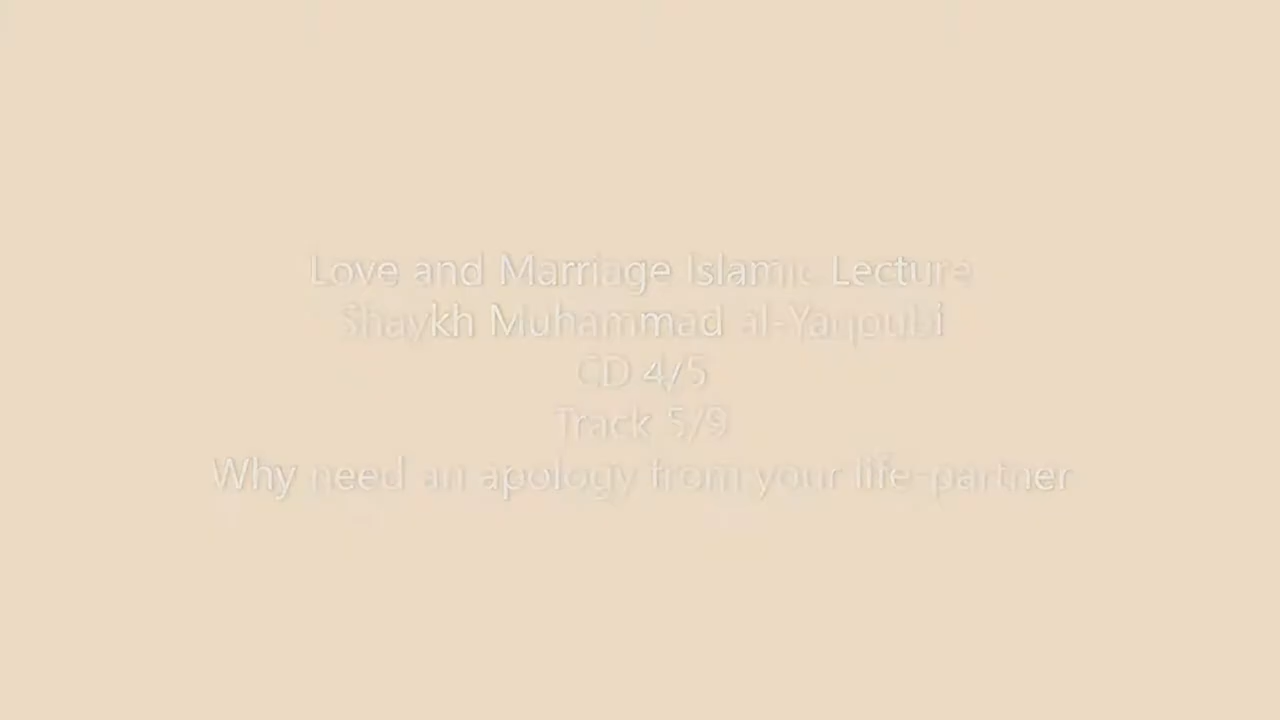 Love and Marriage Islamic Lecture
Shaykh Muhammad al-Yaqoubi
CD 4/5
Track 5/9
Why need an apology from your life-partner